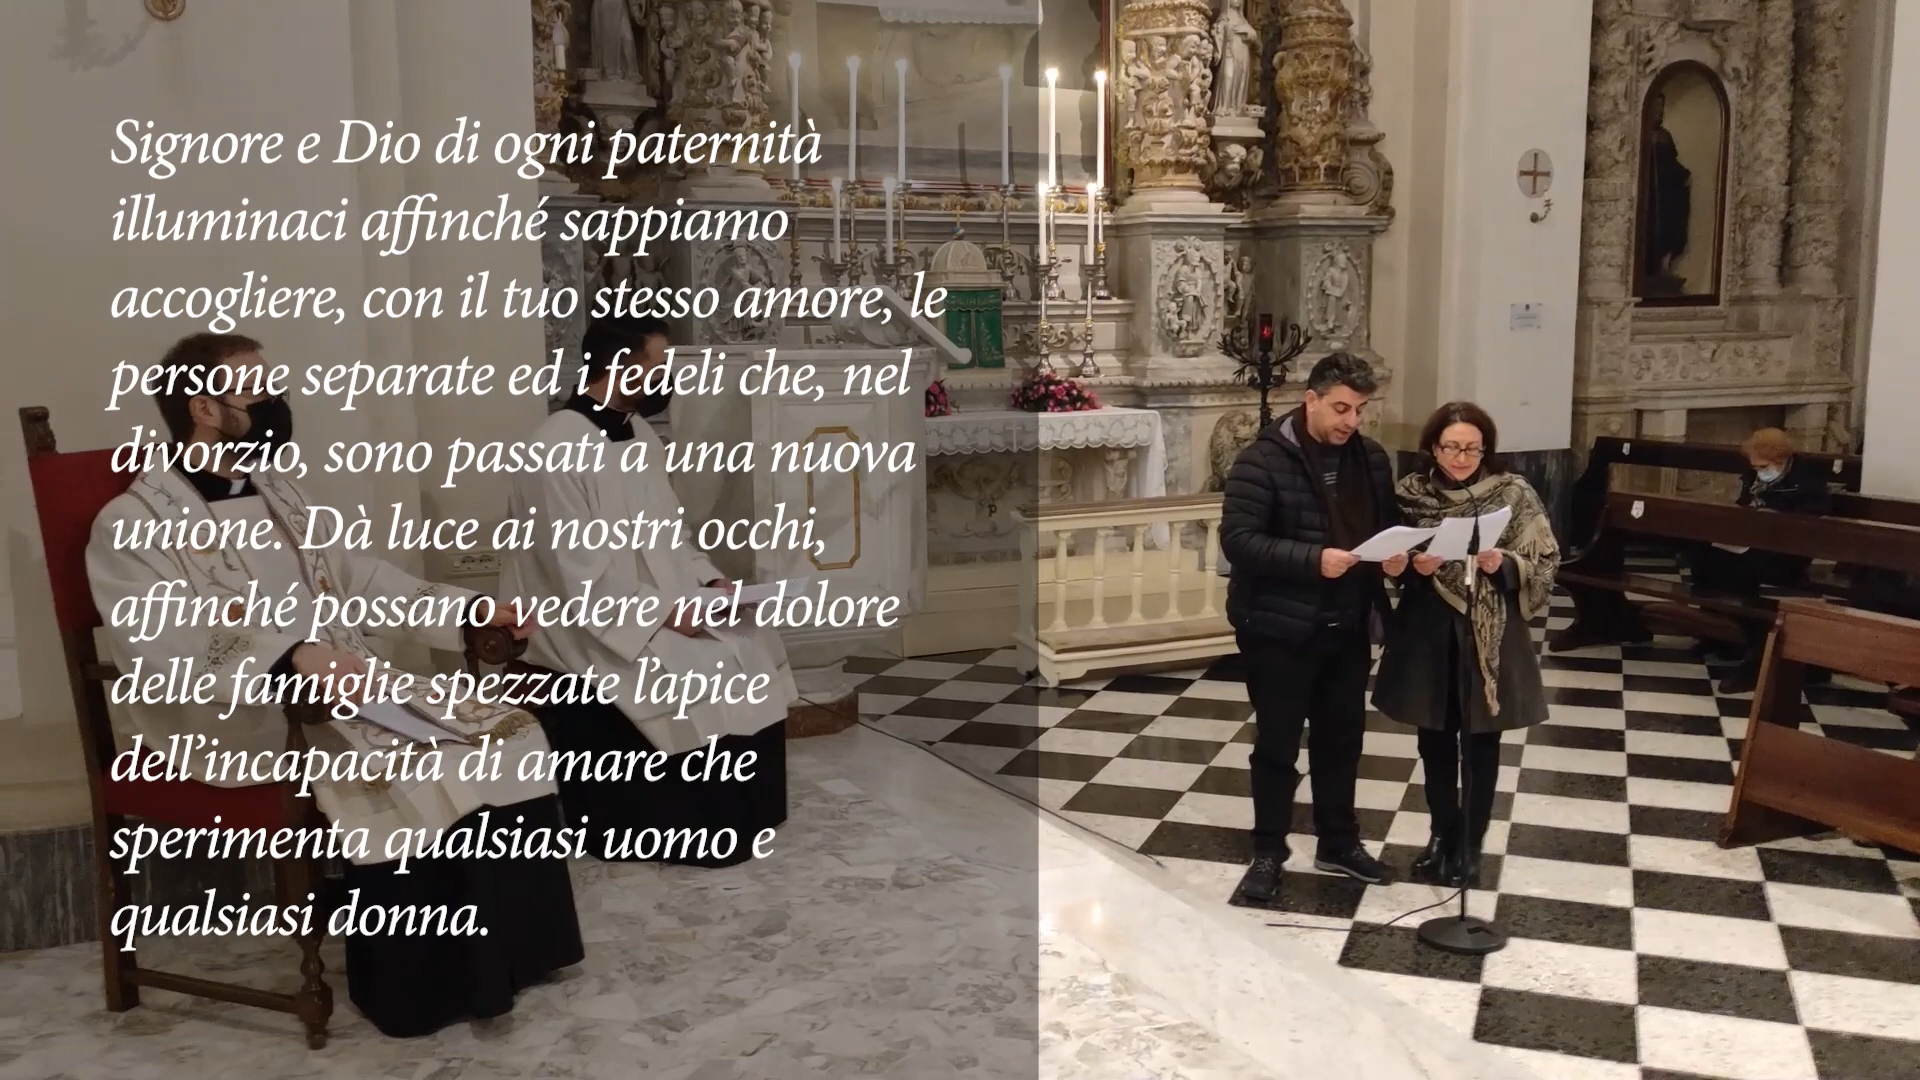 Signore e Dio di ogni paternità
illuminaci affinché sappiamo
accogliere, con il tuo stesso amore, le
persone separate ed i fedeli che, nel
divorzio, sono passati a una nuova
unione. Dà luce ai nostri occhi,
affinché possano vedere nel dolore
delle famiglie spezzate l’apice
dell’incapacità di amare che
sperimenta qualsiasi uomo e
qualsiasi donna.